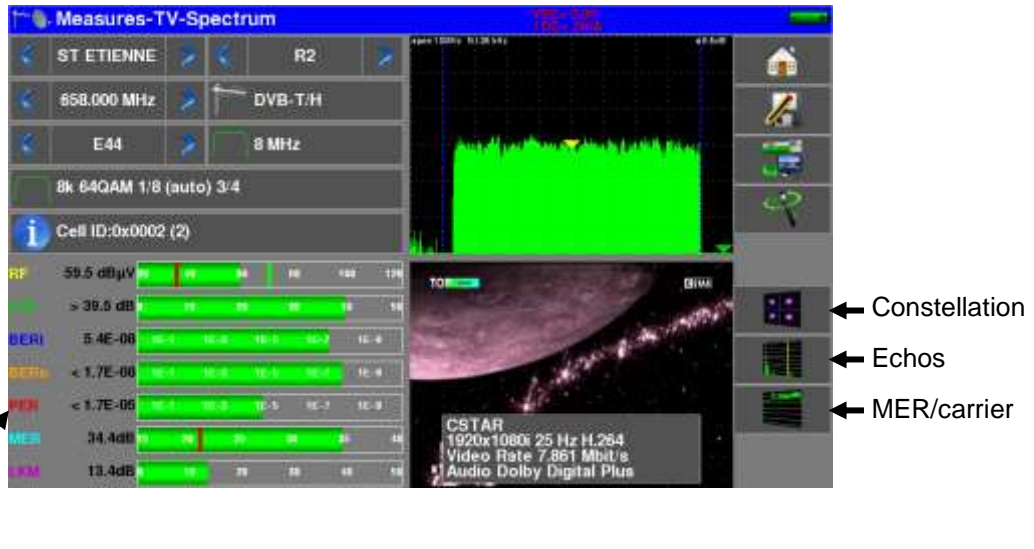 Measures-TV-Spectrum
ST ETIENNE
R2
658.000 MHz
DVB-T/H
E44
8 MHz
8k 64QAM 1/8 (auto) 3/4
Cell ID:0x0002 (2)
RF 59.5 dBµV
> 39.5 dB
BERi 5.4E-06
< 1.7E-08
PER < 1.7E-05
MER 34.4dB
LKM 13.4dB
CSTAR
1920x1080i 25 Hz H.264
Video Rate 7.861 Mbit/s
Audio Dolby Digital Plus
Constellation
Echos
MER/carrier